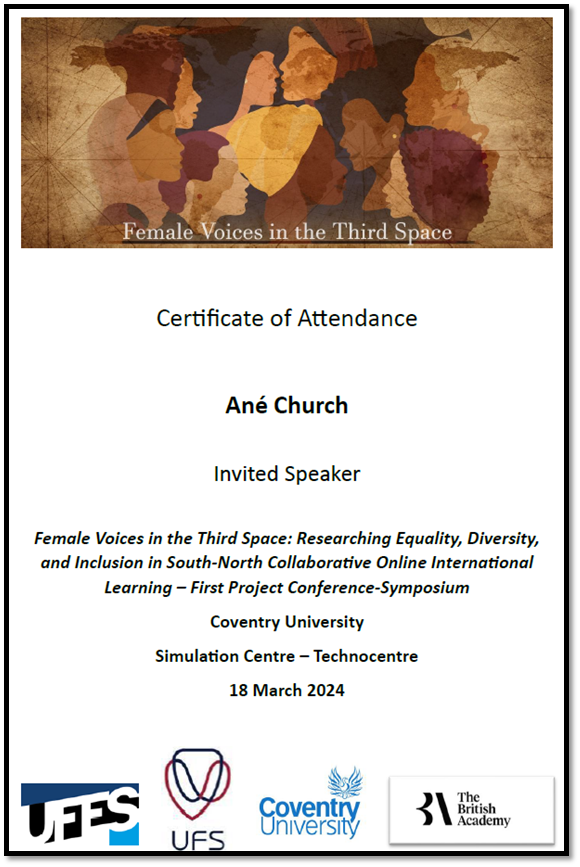 Female Voices in the Third Space
Certificate of Attendance
Ané Church
Invited Speaker
Female Voices in the Third Space: Researching Equality, Diversity,
and Inclusion in South-North Collaborative Online International
Learning – First Project Conference-Symposium
Coventry University
Simulation Centre – Technocentre
18 March 2024
UFES
UFS
Coventry
University
The
British
Academy